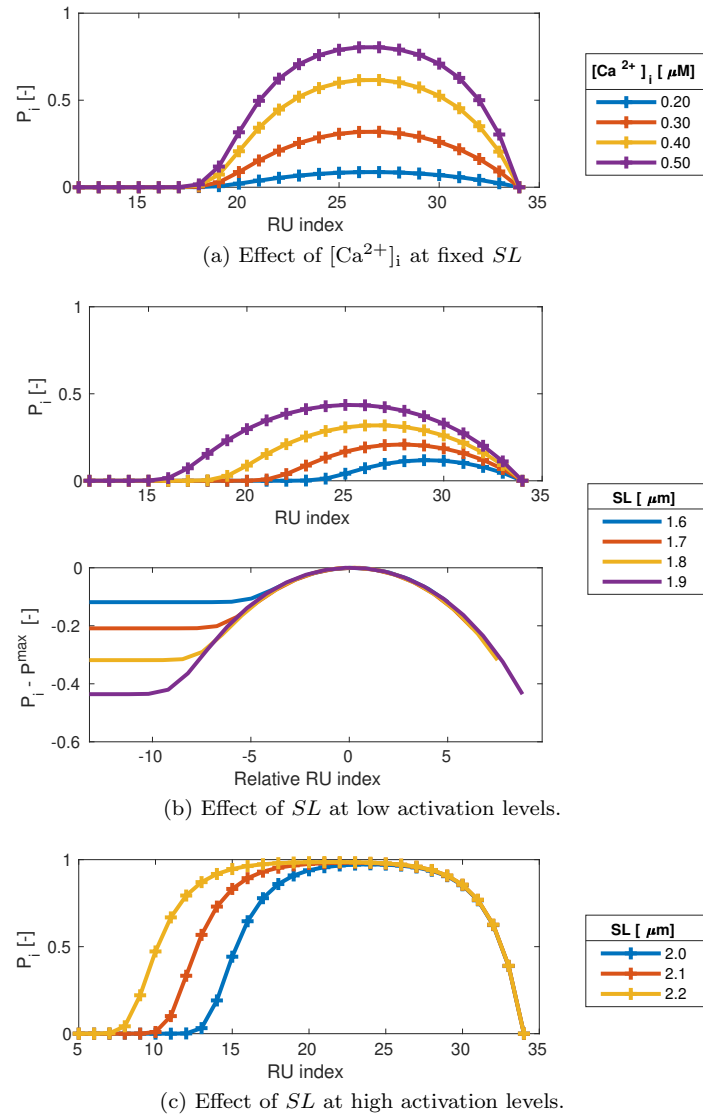 1
0.5
0
P_i [-]
15 20 25 30 35
RU index
[Ca 2+ ]_i [ μM]
0.20
0.30
0.40
0.50
(a) Effect of [Ca²⁺]_i at fixed SL
1
0.5
0
P_i [-]
15 20 25 30 35
RU index
0
-0.2
-0.4
-0.6
P_i - P^max [-]
-10 -5 0 5
Relative RU index
SL [ μm]
1.6
1.7
1.8
1.9
(b) Effect of SL at low activation levels.
1
0.5
0
P_i [-]
5 10 15 20 25 30 35
RU index
SL [ μm]
2.0
2.1
2.2
(c) Effect of SL at high activation levels.